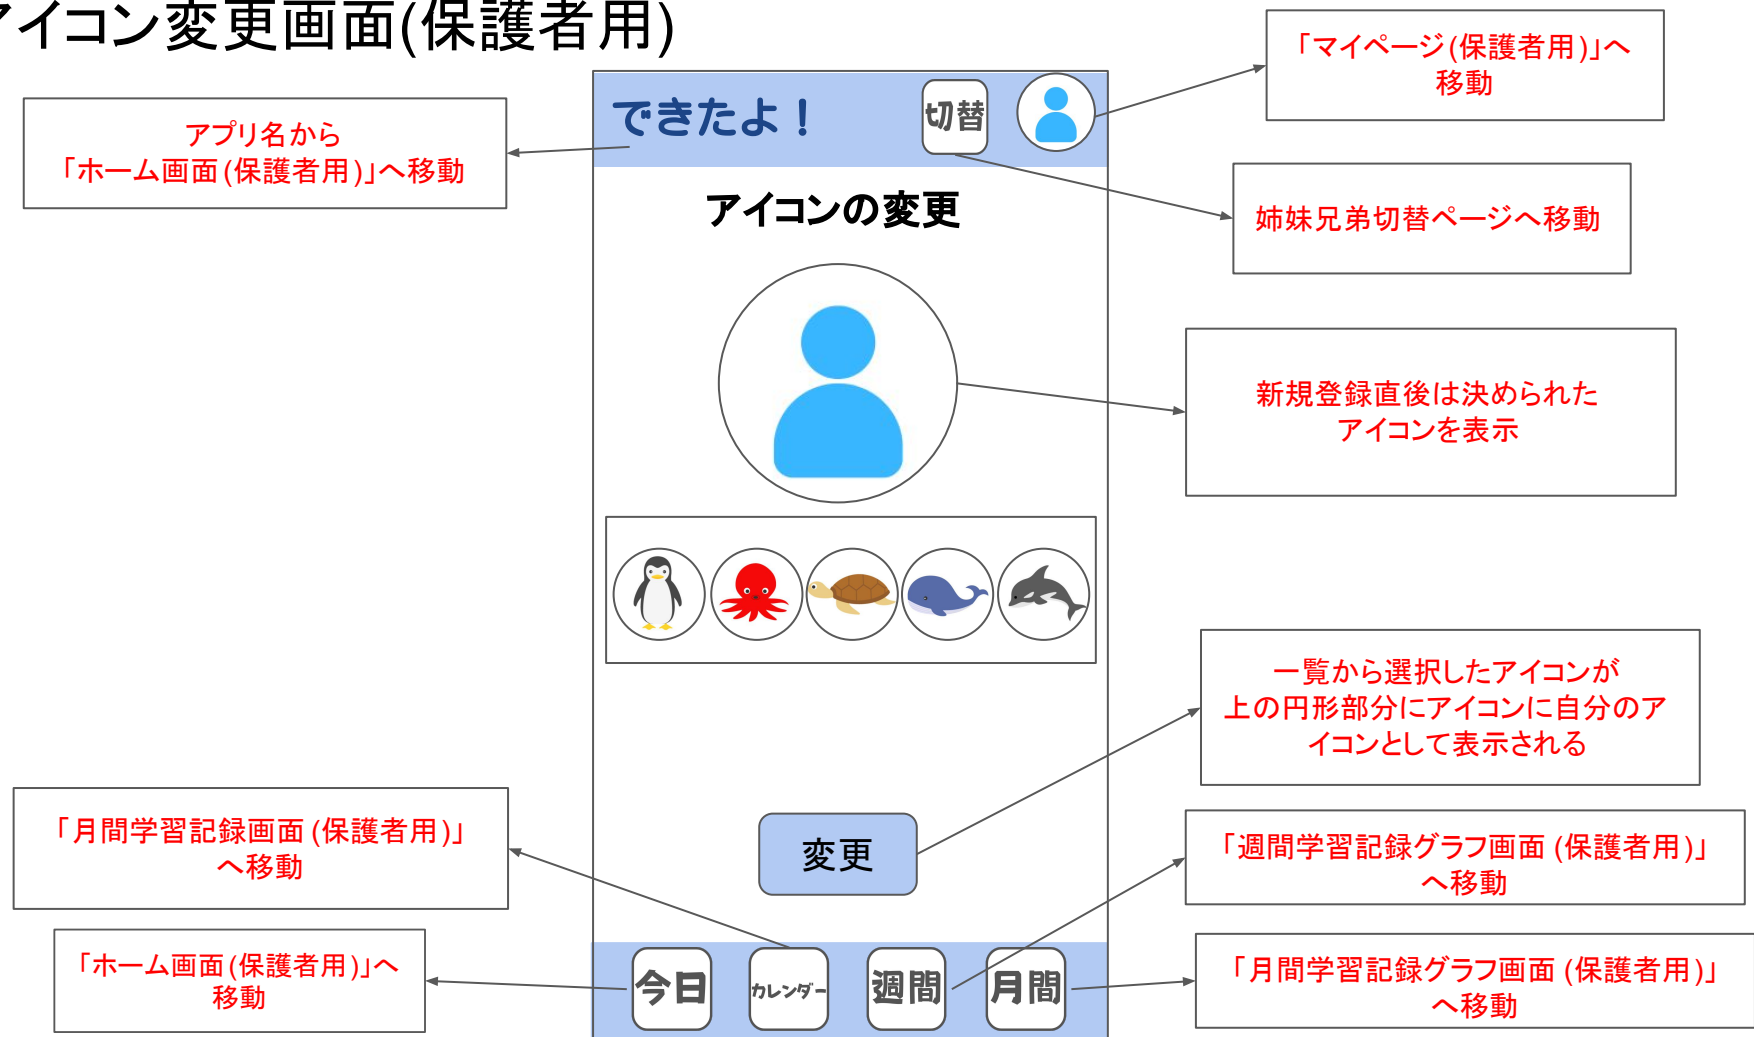 アイコン変更画面(保護者用)
「マイページ(保護者用)」へ
移動
アプリ名から
「ホーム画面(保護者用)」へ移動
できたよ！
切替
姉妹兄弟切替ページへ移動
アイコンの変更
新規登録直後は決められた
アイコンを表示
一覧から選択したアイコンが
上の円形部分にアイコンに自分のア
イコンとして表示される
「月間学習記録画面(保護者用)」
へ移動
変更
「週間学習記録グラフ画面(保護者用)」
へ移動
「ホーム画面(保護者用)」へ
移動
今日
カレンダー
週間
月間
「月間学習記録グラフ画面(保護者用)」
へ移動